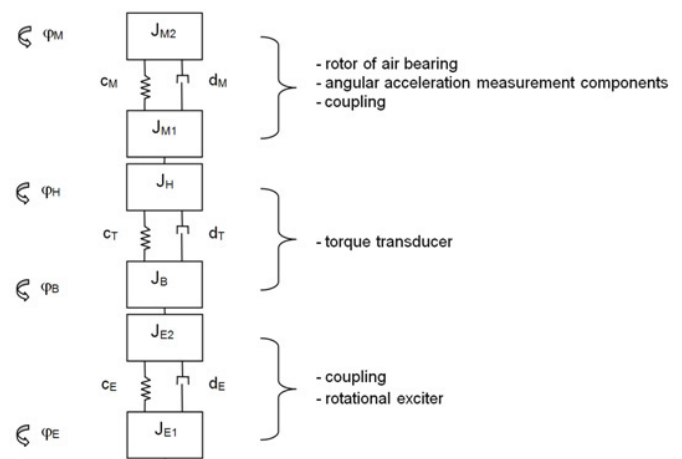 φM
JM2
cM
dM
- rotor of air bearing
- angular acceleration measurement components
- coupling
JM1
φH
JH
cT
dT
- torque transducer
φB
JB
JE2
cE
dE
- coupling
- rotational exciter
φE
JE1